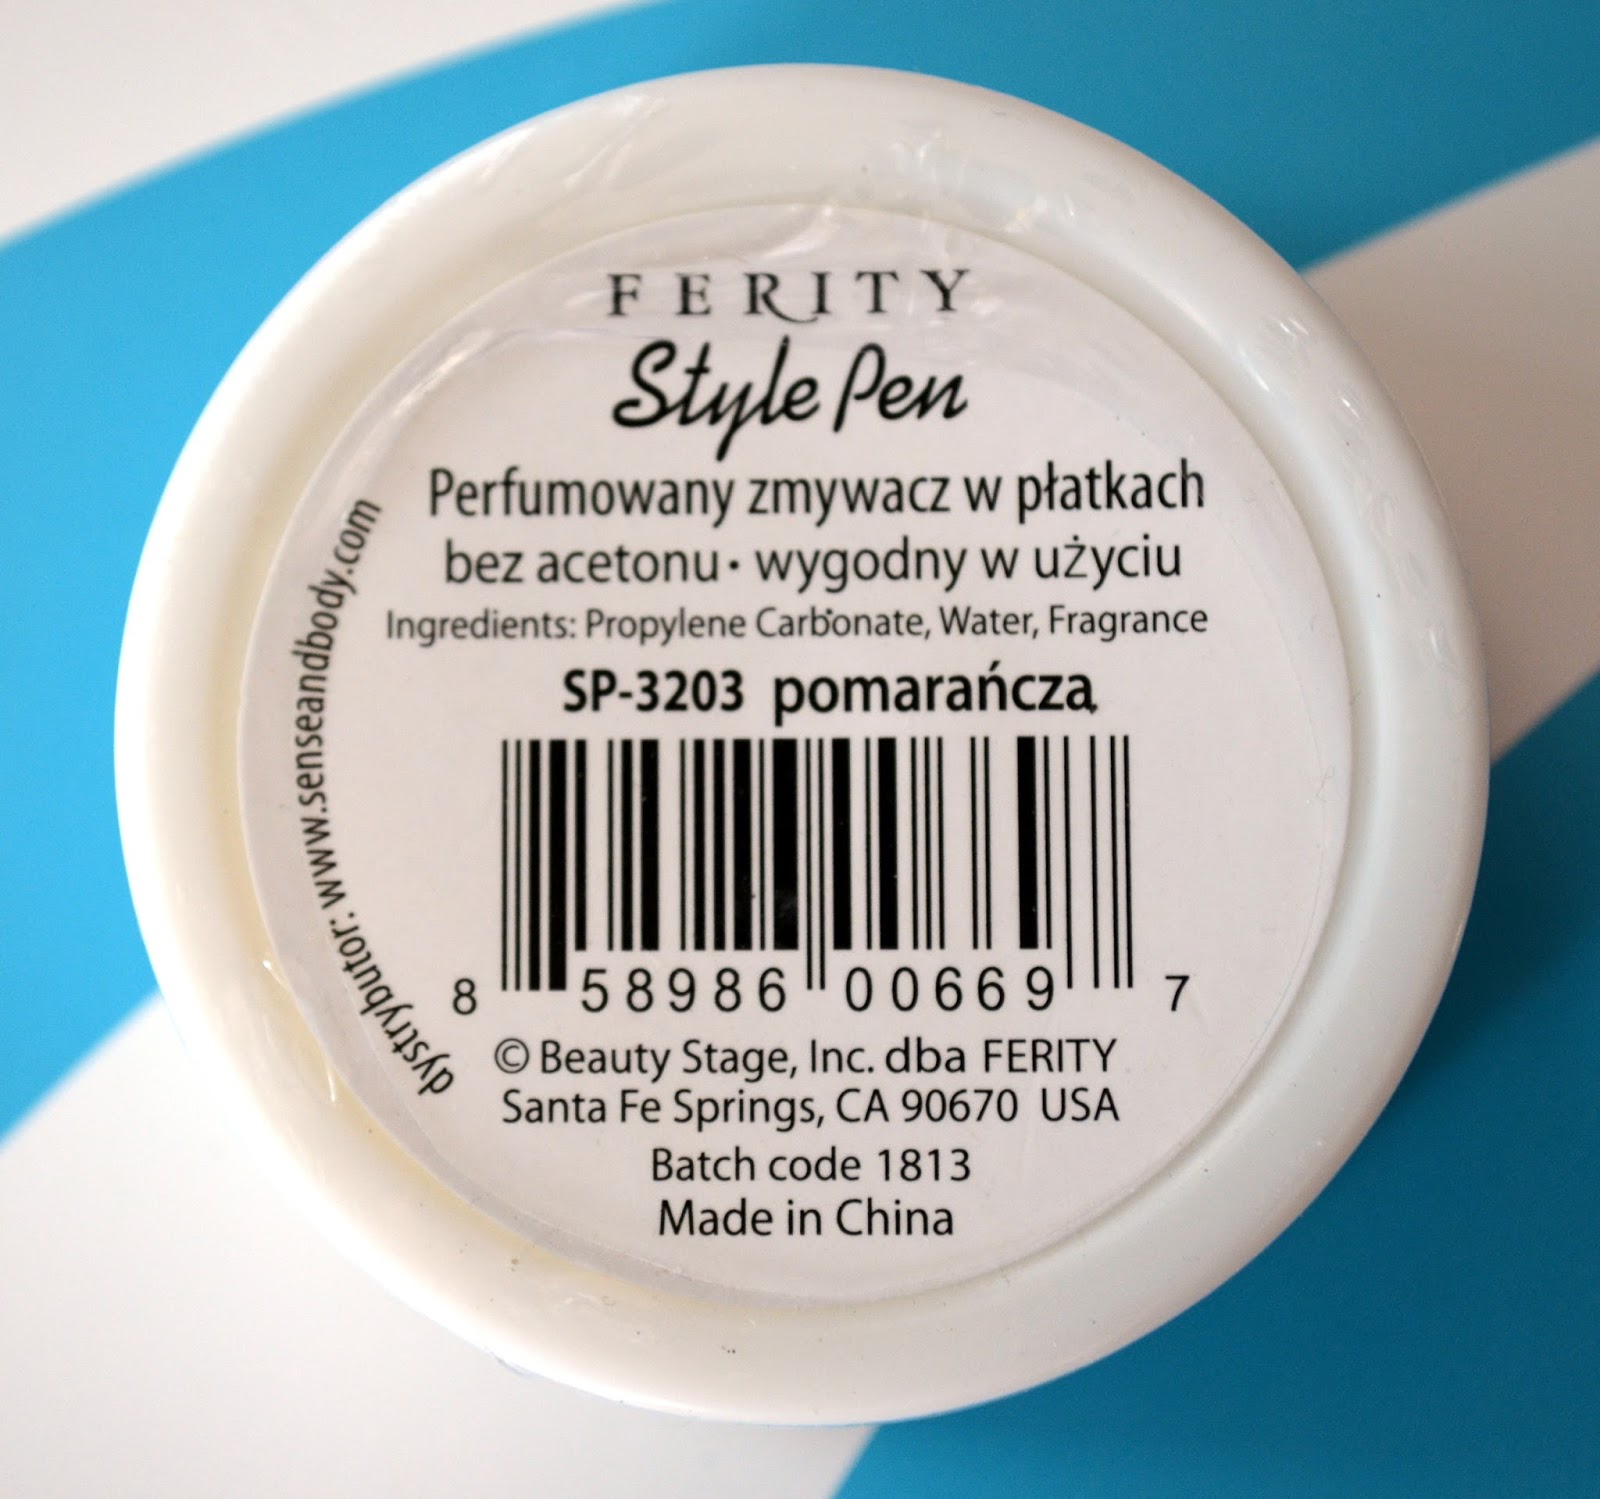 FERITY
Style Pen
Perfumowany zmywacz w płatkach
bez acetonu · wygodny w użyciu
Ingredients: Propylene Carbonate, Water, Fragrance
SP-3203 pomarańcza
8 58986 00669 7
© Beauty Stage, Inc. dba FERITY
Santa Fe Springs, CA 90670 USA
Batch code 1813
Made in China
dystrybutor: www.senseandbody.com